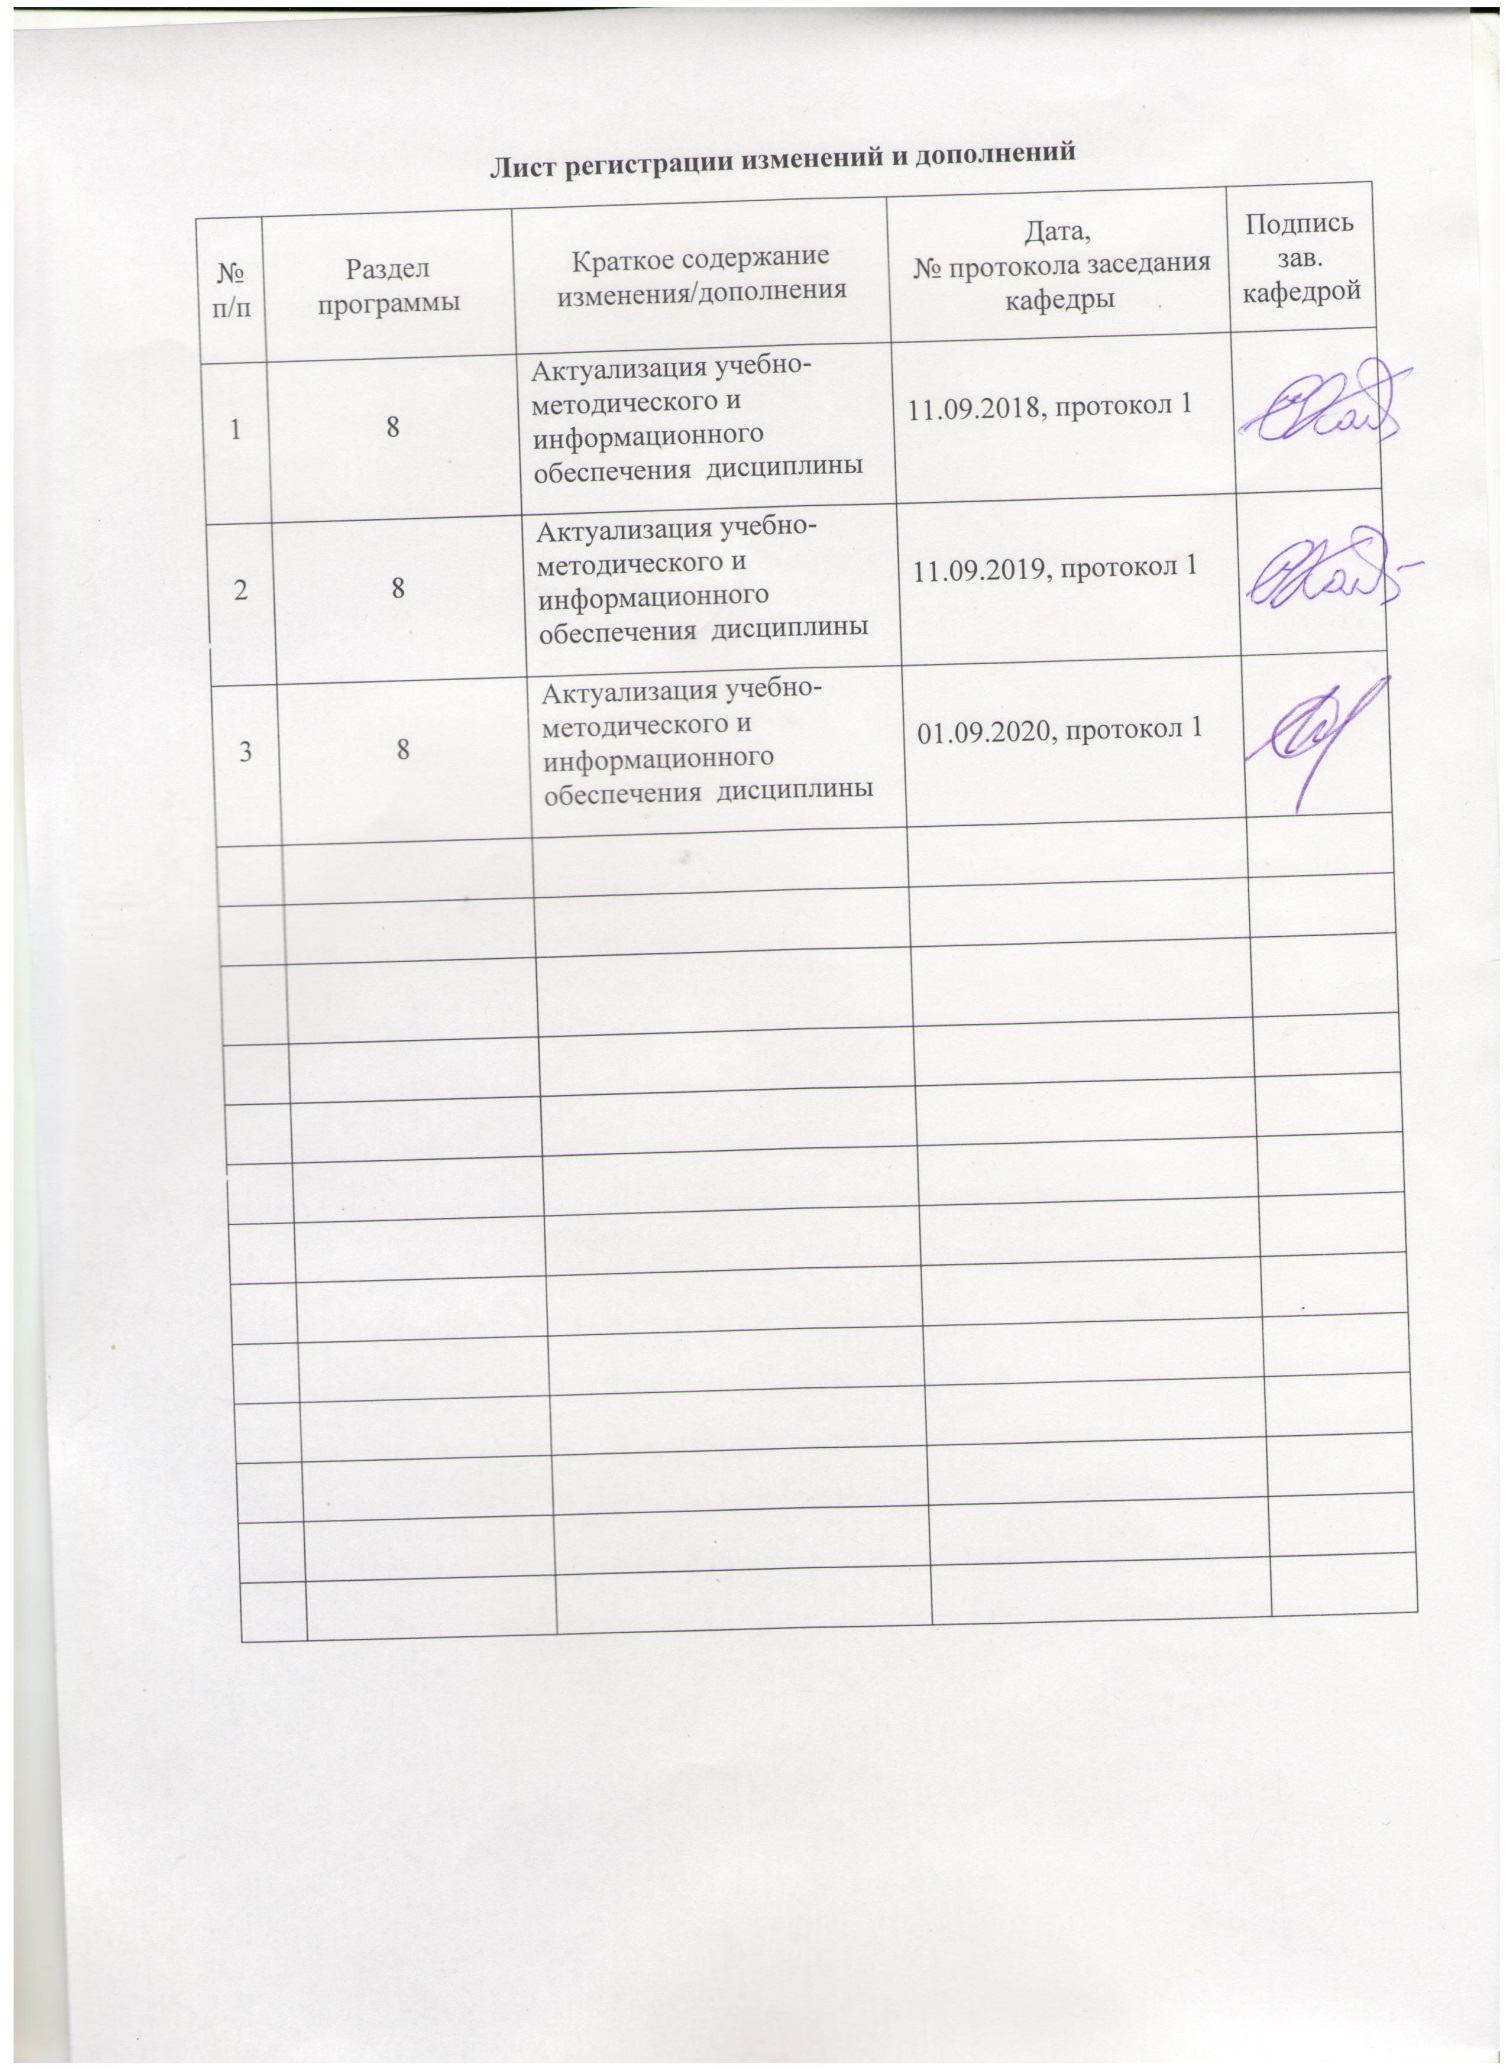 Лист регистрации изменений и дополнений
№
п/п
Раздел
программы
Краткое содержание
изменения/дополнения
Дата,
№ протокола заседания
кафедры
Подпись
зав.
кафедрой
1
8
Актуализация учебно-
методического и
информационного
обеспечения дисциплины
11.09.2018, протокол 1
2
8
Актуализация учебно-
методического и
информационного
обеспечения дисциплины
11.09.2019, протокол 1
3
8
Актуализация учебно-
методического и
информационного
обеспечения дисциплины
01.09.2020, протокол 1